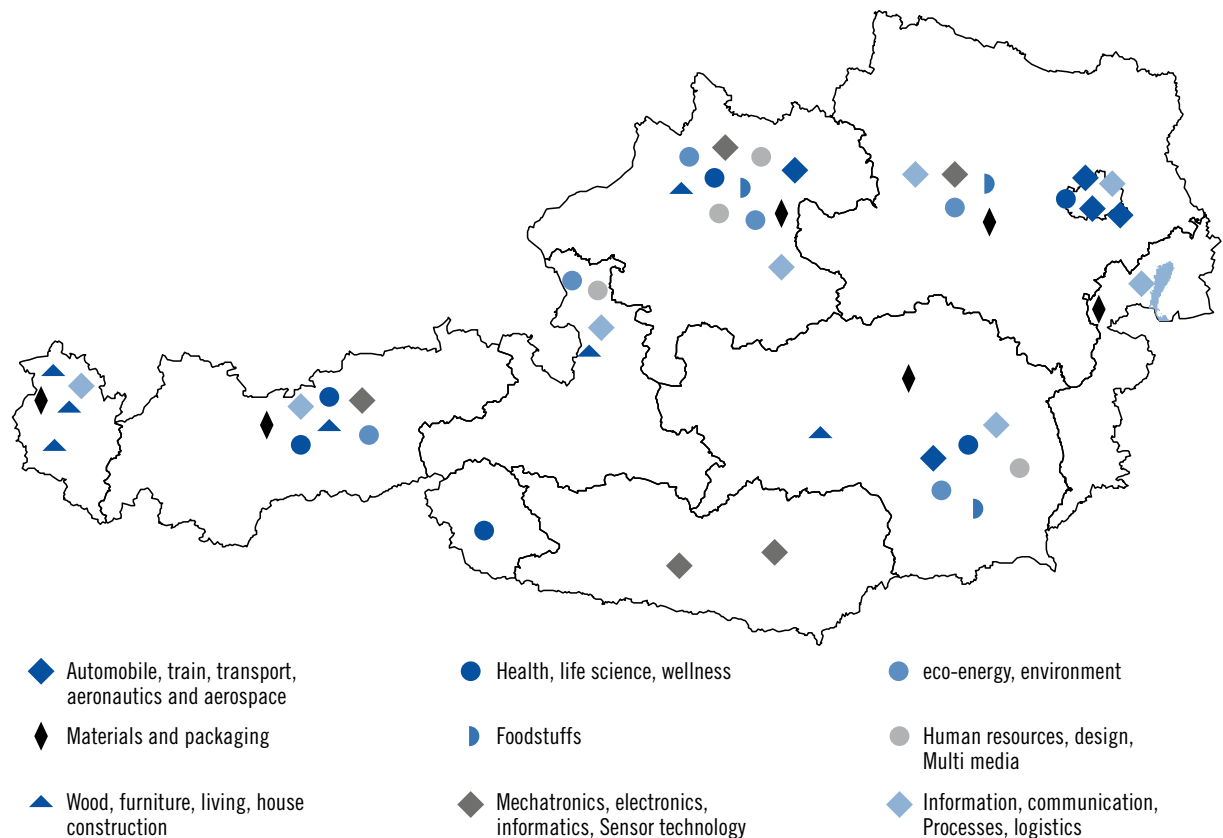 Automobile, train, transport,
aeronautics and aerospace
Health, life science, wellness
eco-energy, environment
Materials and packaging
Foodstuffs
Human resources, design,
Multi media
Wood, furniture, living, house
construction
Mechatronics, electronics,
informatics, Sensor technology
Information, communication,
Processes, logistics